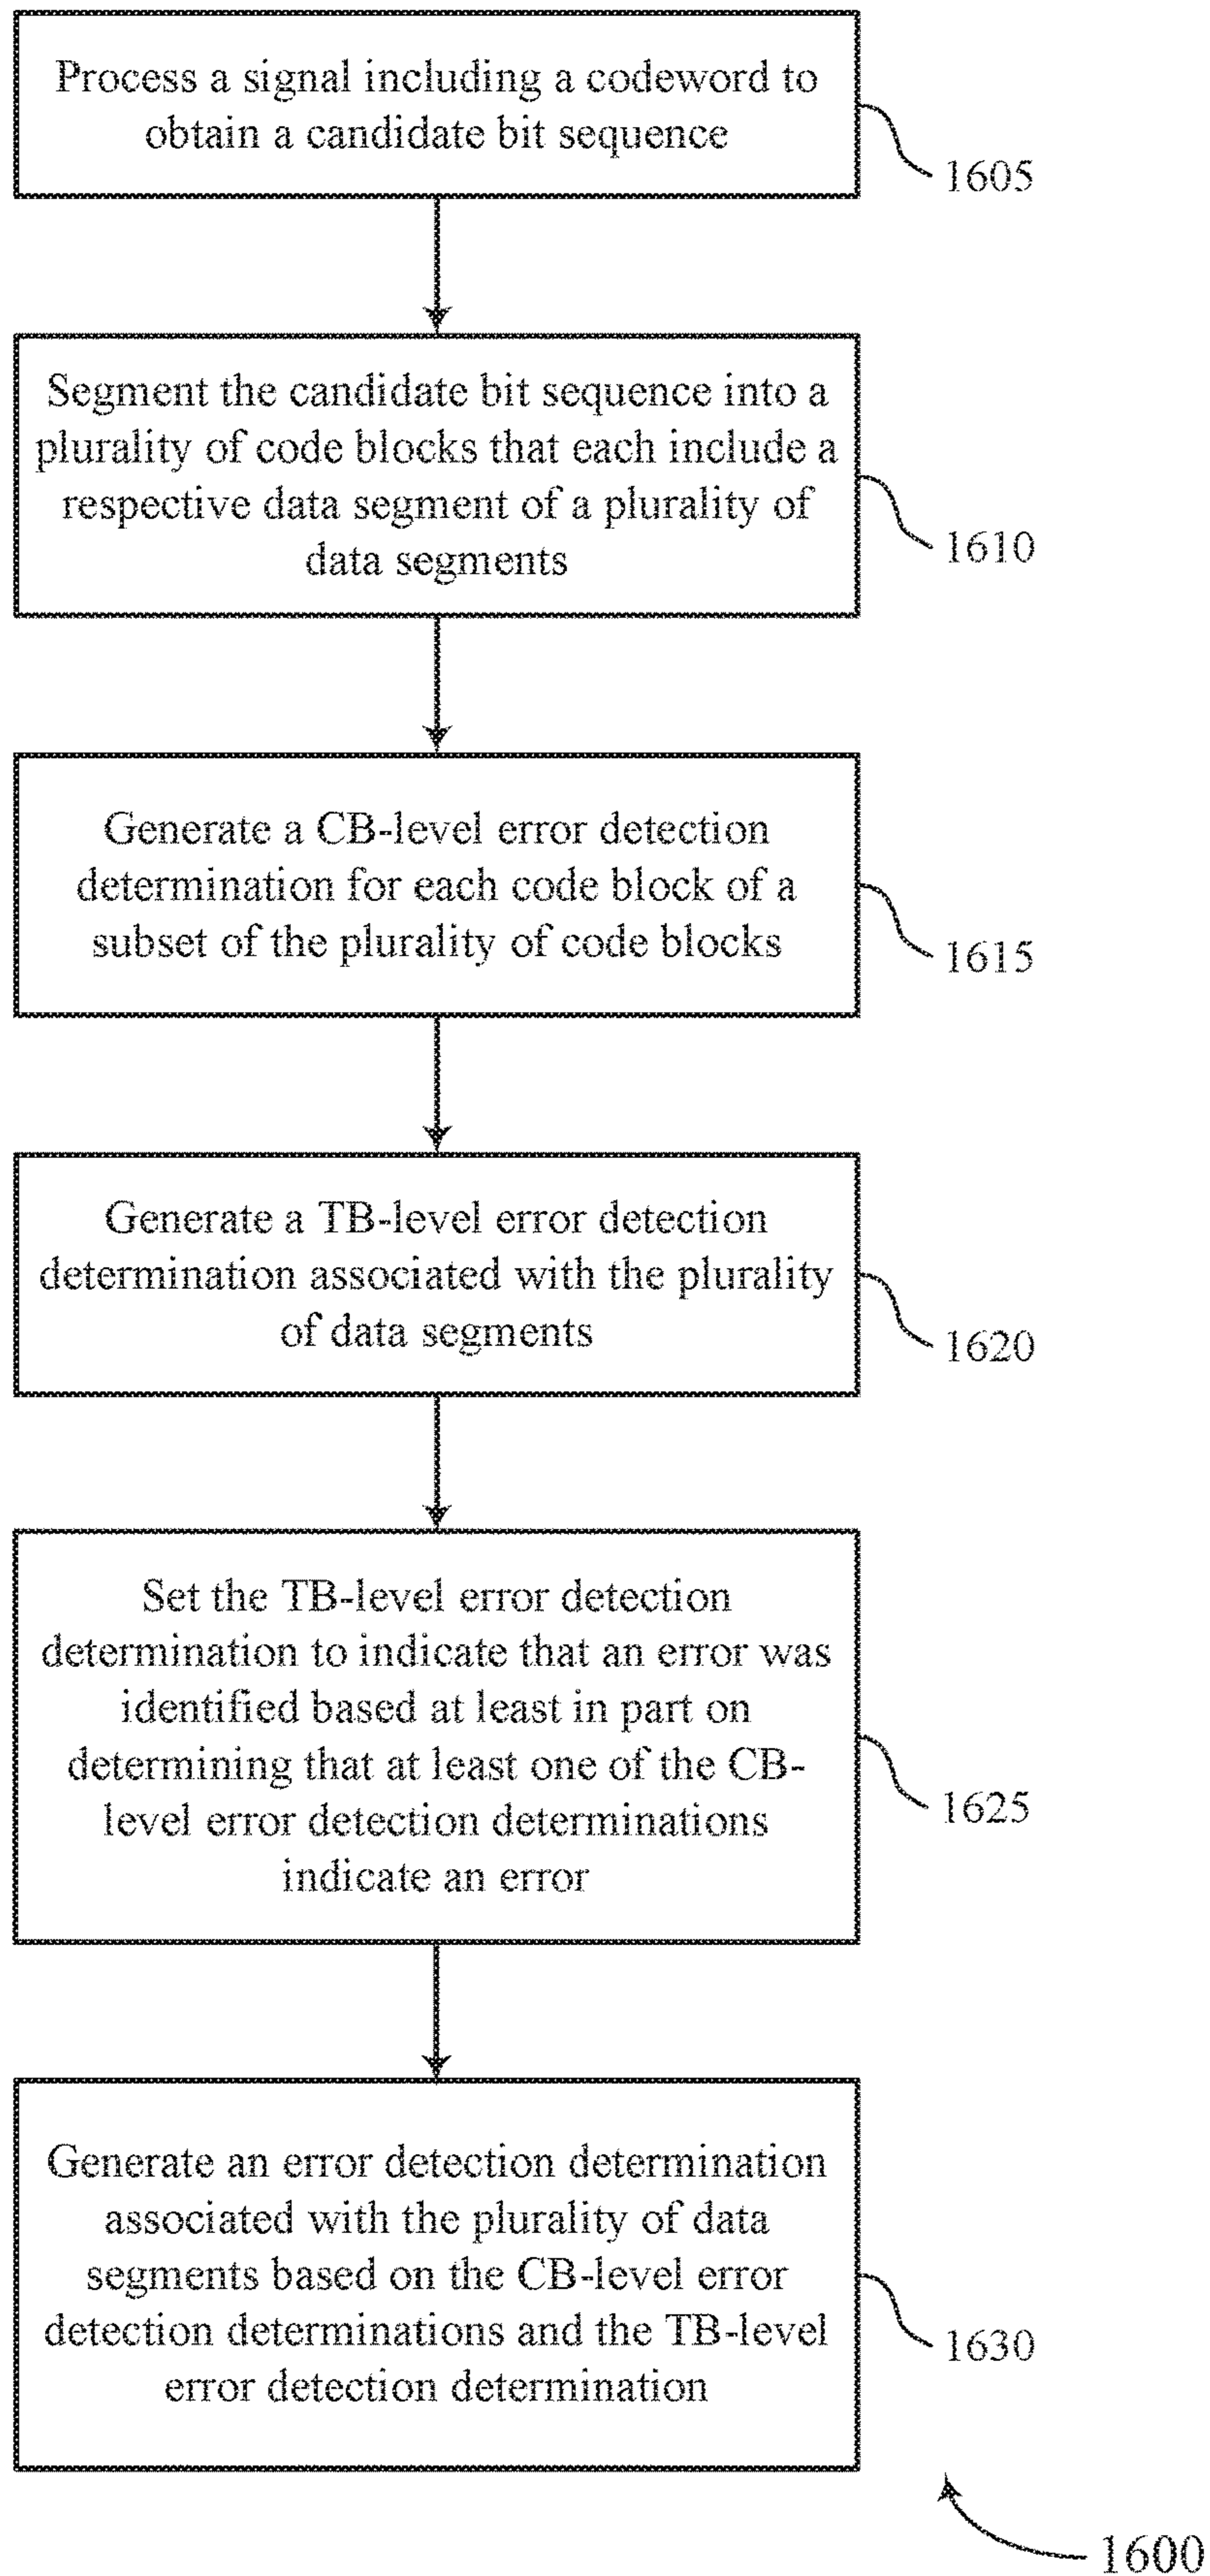 Process a signal including a codeword to
obtain a candidate bit sequence
1605
Segment the candidate bit sequence into a
plurality of code blocks that each include a
respective data segment of a plurality of
data segments
1610
Generate a CB-level error detection
determination for each code block of a
subset of the plurality of code blocks
1615
Generate a TB-level error detection
determination associated with the plurality
of data segments
1620
Set the TB-level error detection
determination to indicate that an error was
identified based at least in part on
determining that at least one of the CB-
level error detection determinations
indicate an error
1625
Generate an error detection determination
associated with the plurality of data
segments based on the CB-level error
detection determinations and the TB-level
error detection determination
1630
1600